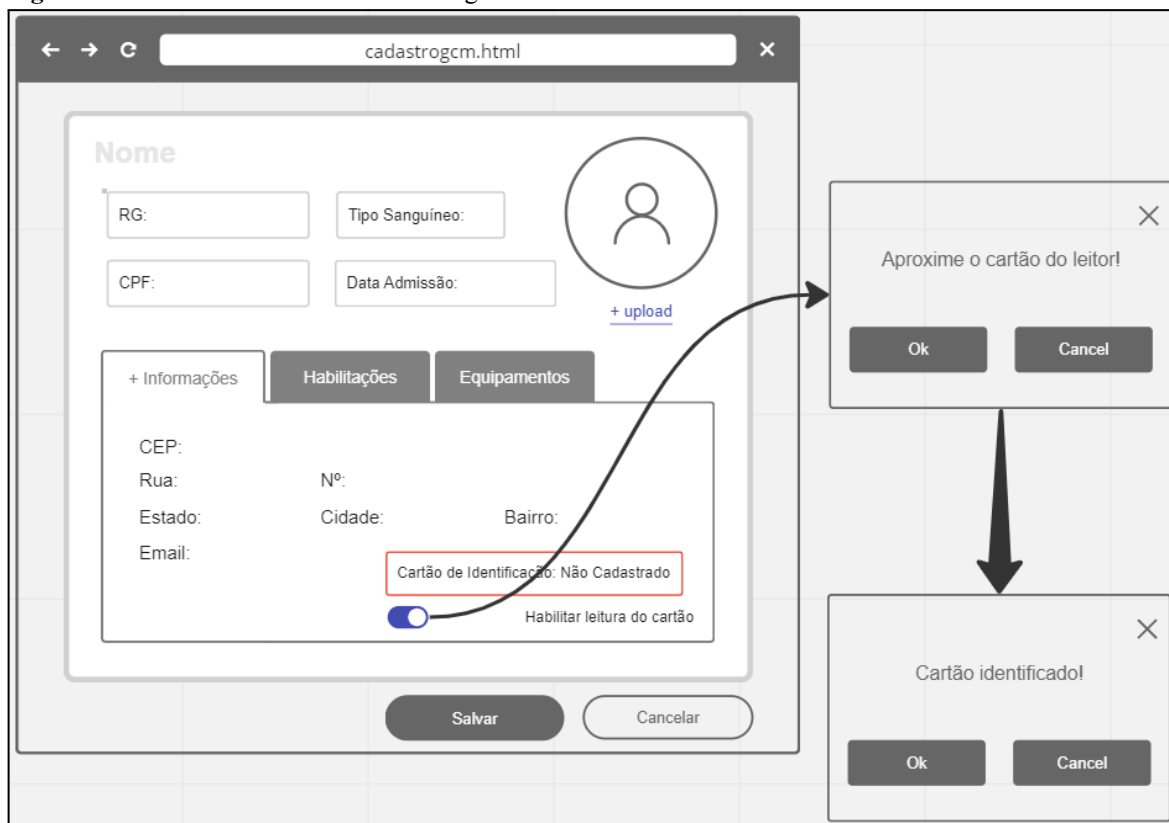 cadastrogcm.html
Nome
RG:
Tipo Sanguíneo:
CPF:
Data Admissão:
+ upload
+ Informações
Habilitações
Equipamentos
CEP:
Rua:
Nº:
Estado:
Cidade:
Bairro:
Email:
Cartão de Identificação: Não Cadastrado
Habilitar leitura do cartão
Salvar
Cancelar
Aproxime o cartão do leitor!
Ok
Cancel
Cartão identificado!
Ok
Cancel